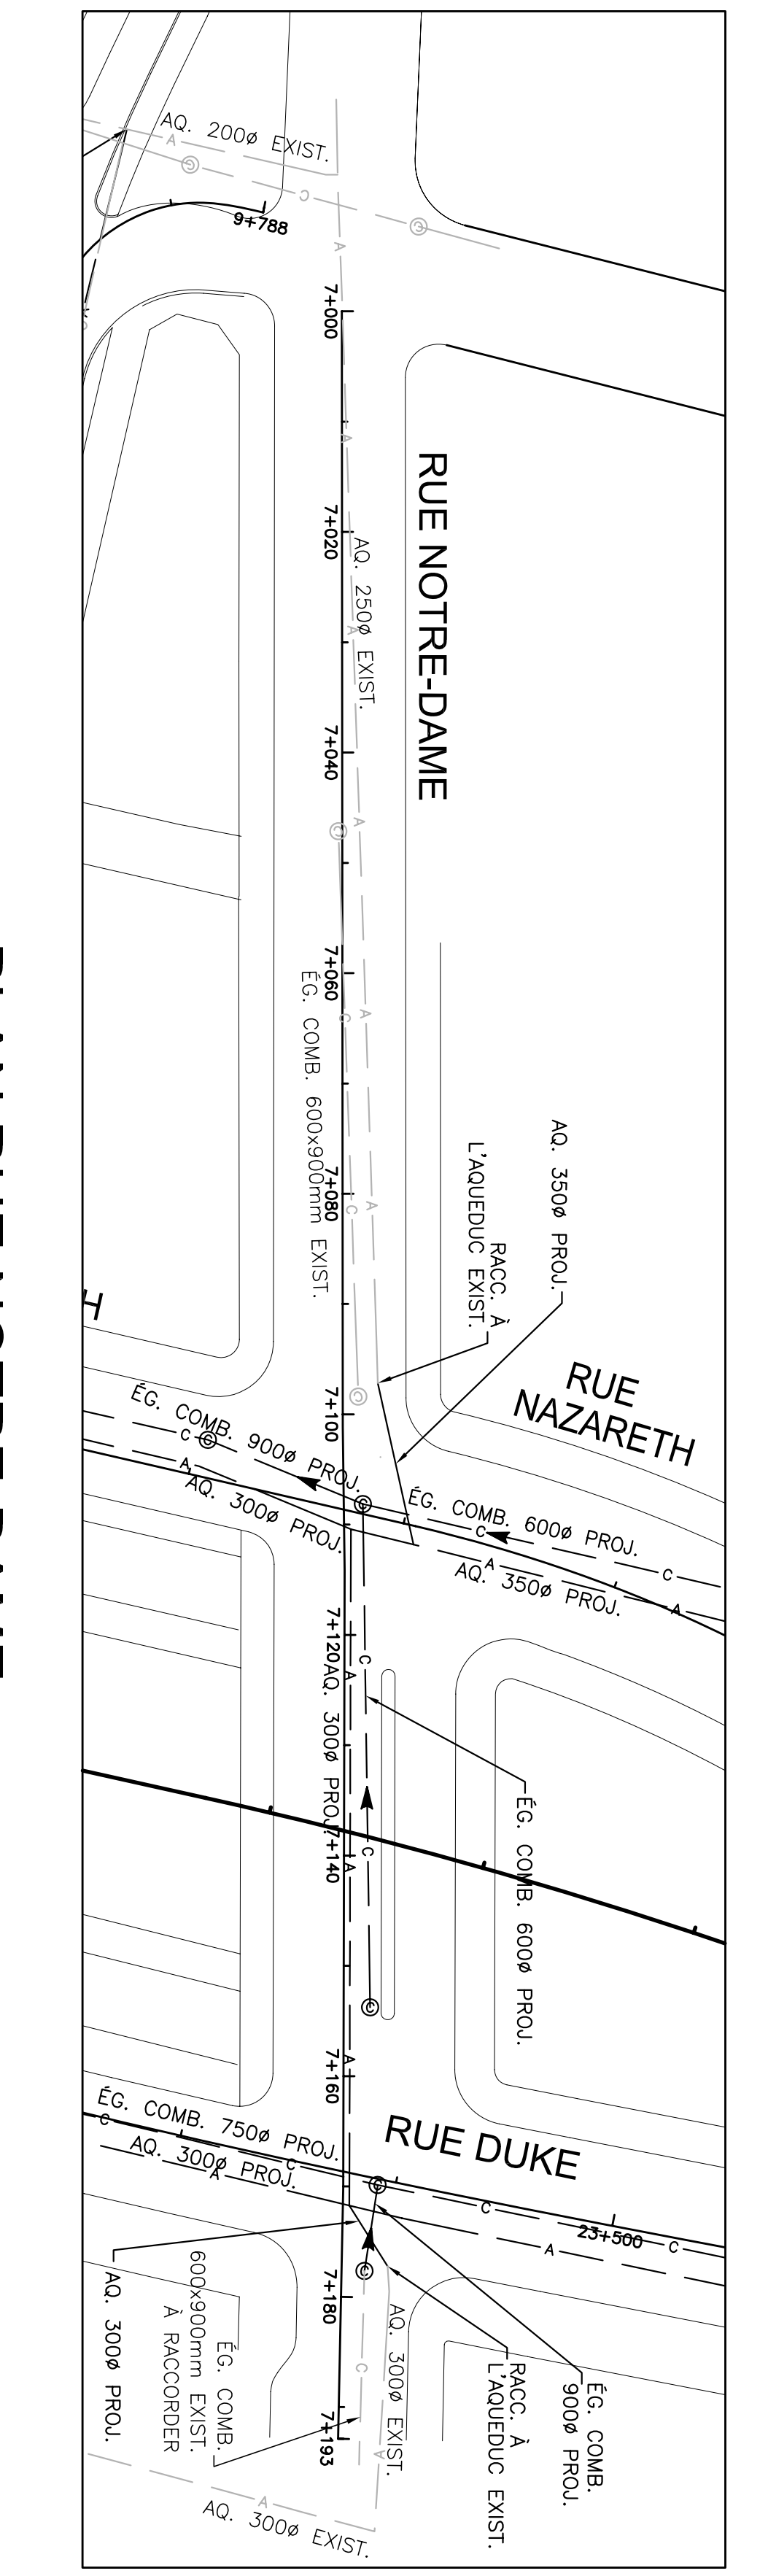 AQ. 200ø EXIST.
9+788
7+000
RUE NOTRE-DAME
7+020
AQ. 250ø EXIST.
7+040
7+060
ÉG. COMB. 600x900mm EXIST.
7+080
AQ. 350ø PROJ.
RACC. À
L'AQUEDUC EXIST.
H
7+100
RUE
NAZARETH
ÉG. COMB. 900ø PROJ.
AQ. 300ø PROJ.
ÉG. COMB. 600ø PROJ.
AQ. 350ø PROJ.
7+120
AQ. 300ø PROJ.
ÉG. COMB. 600ø PROJ.
7+140
7+160
ÉG. COMB. 750ø PROJ.
AQ. 300ø PROJ.
RUE DUKE
23+500
7+180
AQ. 300ø PROJ.
ÉG. COMB.
600x900mm EXIST.
À RACCORDER
AQ. 300ø EXIST.
RACC. À
L'AQUEDUC EXIST.
ÉG. COMB.
900ø PROJ.
7+193
AQ. 300ø EXIST.